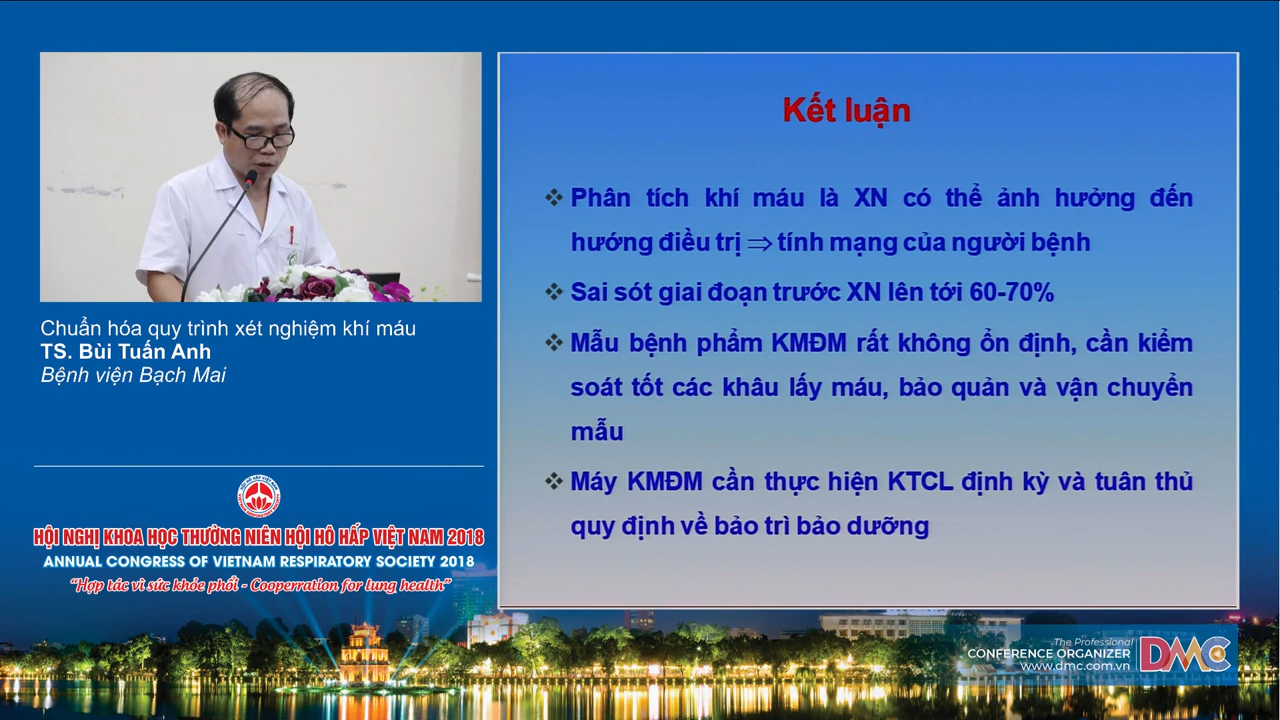 Chuẩn hóa quy trình xét nghiệm khí máu
TS. Bùi Tuấn Anh
Bệnh viện Bạch Mai
HỘI NGHỊ KHOA HỌC THƯỜNG NIÊN HỘI HÔ HẤP VIỆT NAM 2018
ANNUAL CONGRESS OF VIETNAM RESPIRATORY SOCIETY 2018
“Hợp tác vì sức khỏe phổi - Cooperration for lung health”
Kết luận
❖ Phân tích khí máu là XN có thể ảnh hưởng đến
hướng điều trị ⇒ tính mạng của người bệnh
❖ Sai sót giai đoạn trước XN lên tới 60-70%
❖ Mẫu bệnh phẩm KMĐM rất không ổn định, cần kiểm
soát tốt các khâu lấy máu, bảo quản và vận chuyển
mẫu
❖ Máy KMĐM cần thực hiện KTCL định kỳ và tuân thủ
quy định về bảo trì bảo dưỡng
The Professional
CONFERENCE ORGANIZER
www.dmc.com.vn
DMC